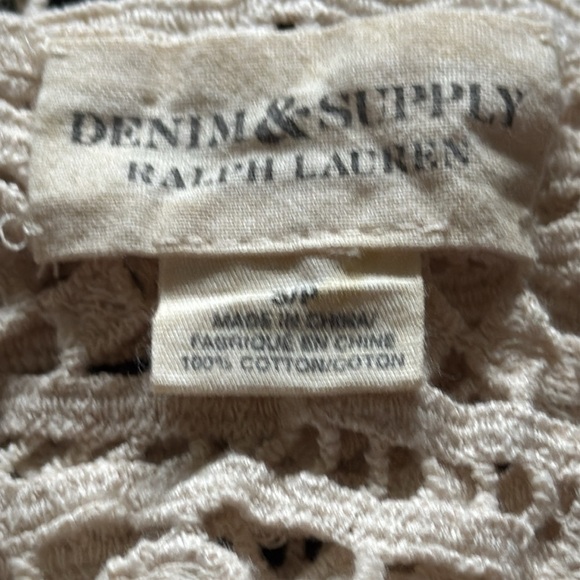 DENIM & SUPPLY
RALPH LAUREN
S/P
MADE IN CHINA/
FABRIQUE EN CHINE
100% COTTON/COTON